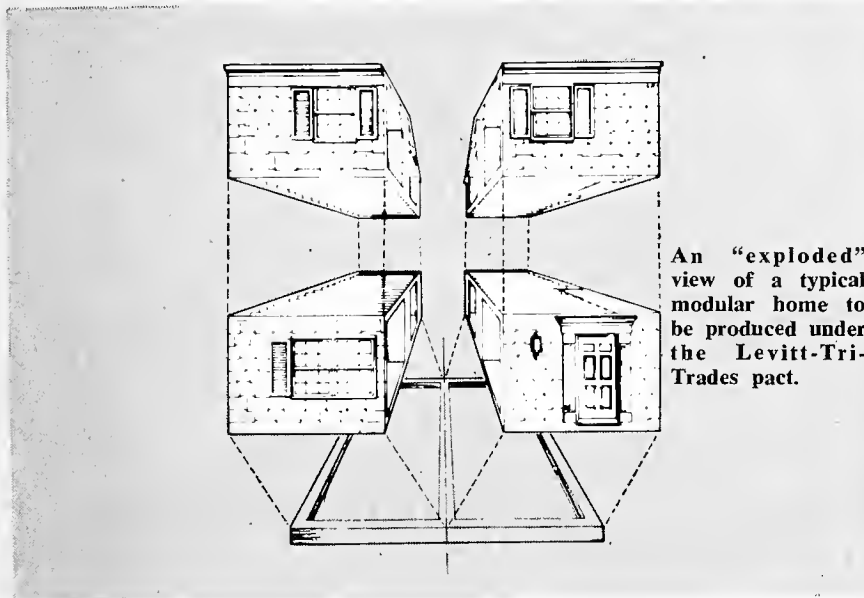 An “exploded”
view of a typical
modular home to
be produced under
the Levitt-Tri-
Trades pact.